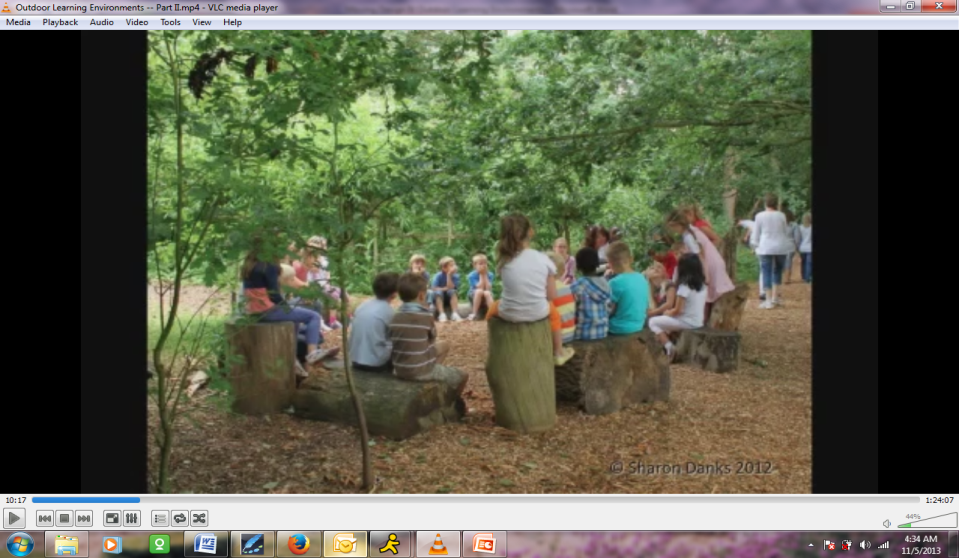 Outdoor Learning Environments -- Part II.mp4 - VLC media player
Media Playback Audio Video Tools View Help
© Sharon Danks 2012
10:17
1:24:07
44%
4:34 AM
11/5/2013